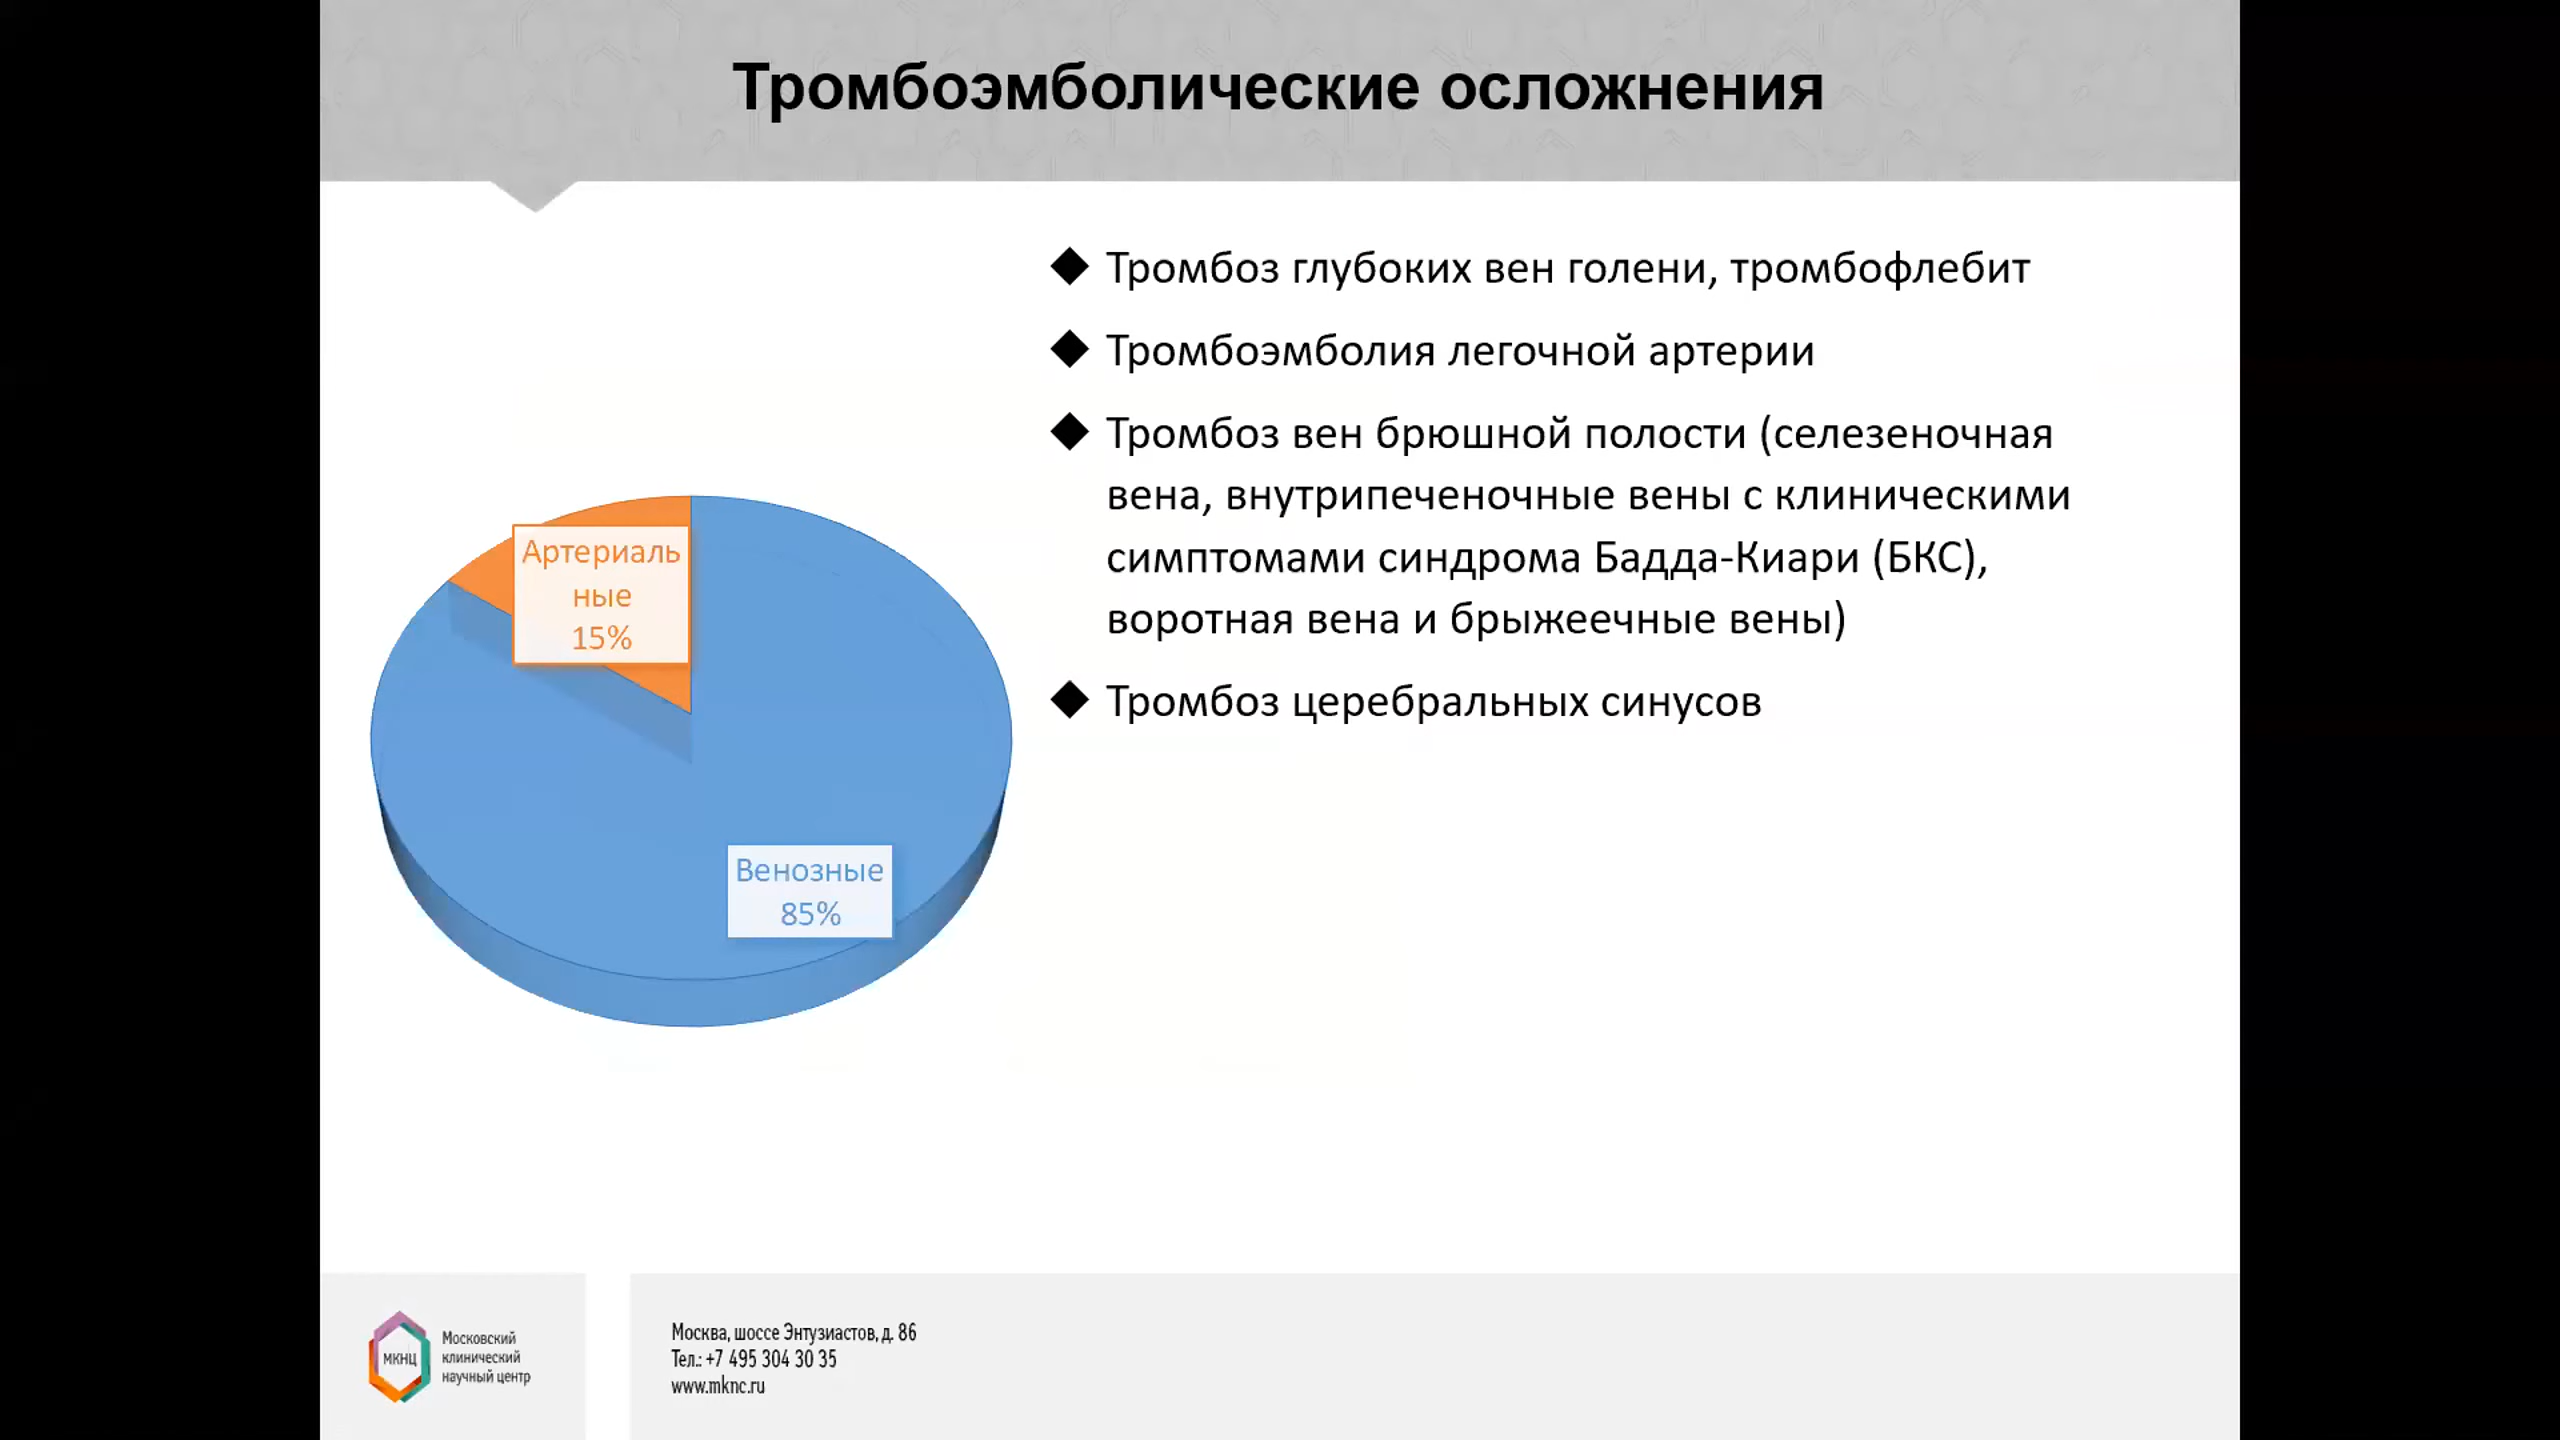 Тромбоэмболические осложнения
Тромбоз глубоких вен голени, тромбофлебит
Тромбоэмболия легочной артерии
Тромбоз вен брюшной полости (селезеночная
вена, внутрипеченочные вены с клиническими
симптомами синдрома Бадда-Киари (БКС),
воротная вена и брыжеечные вены)
Тромбоз церебральных синусов
Артериаль
ные
15%
Венозные
85%
МКНЦ
Московский
клинический
научный центр
Москва, шоссе Энтузиастов, д. 86
Тел.: +7 495 304 30 35
www.mknc.ru